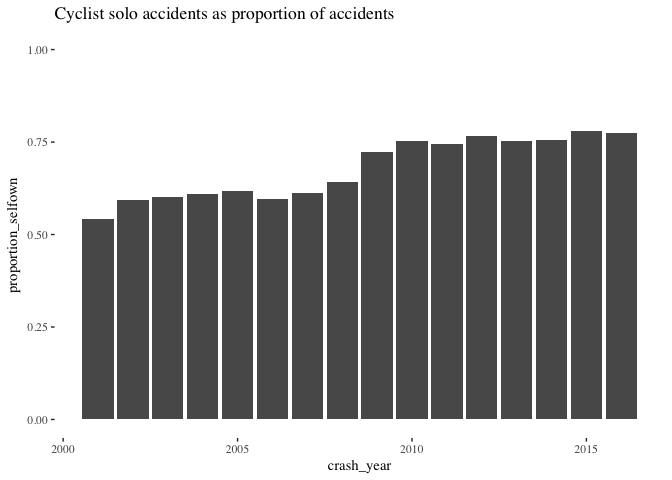 Cyclist solo accidents as proportion of accidents
1.00
0.75
0.50
0.25
0.00
proportion_selfown
2000 2005 2010 2015
crash_year